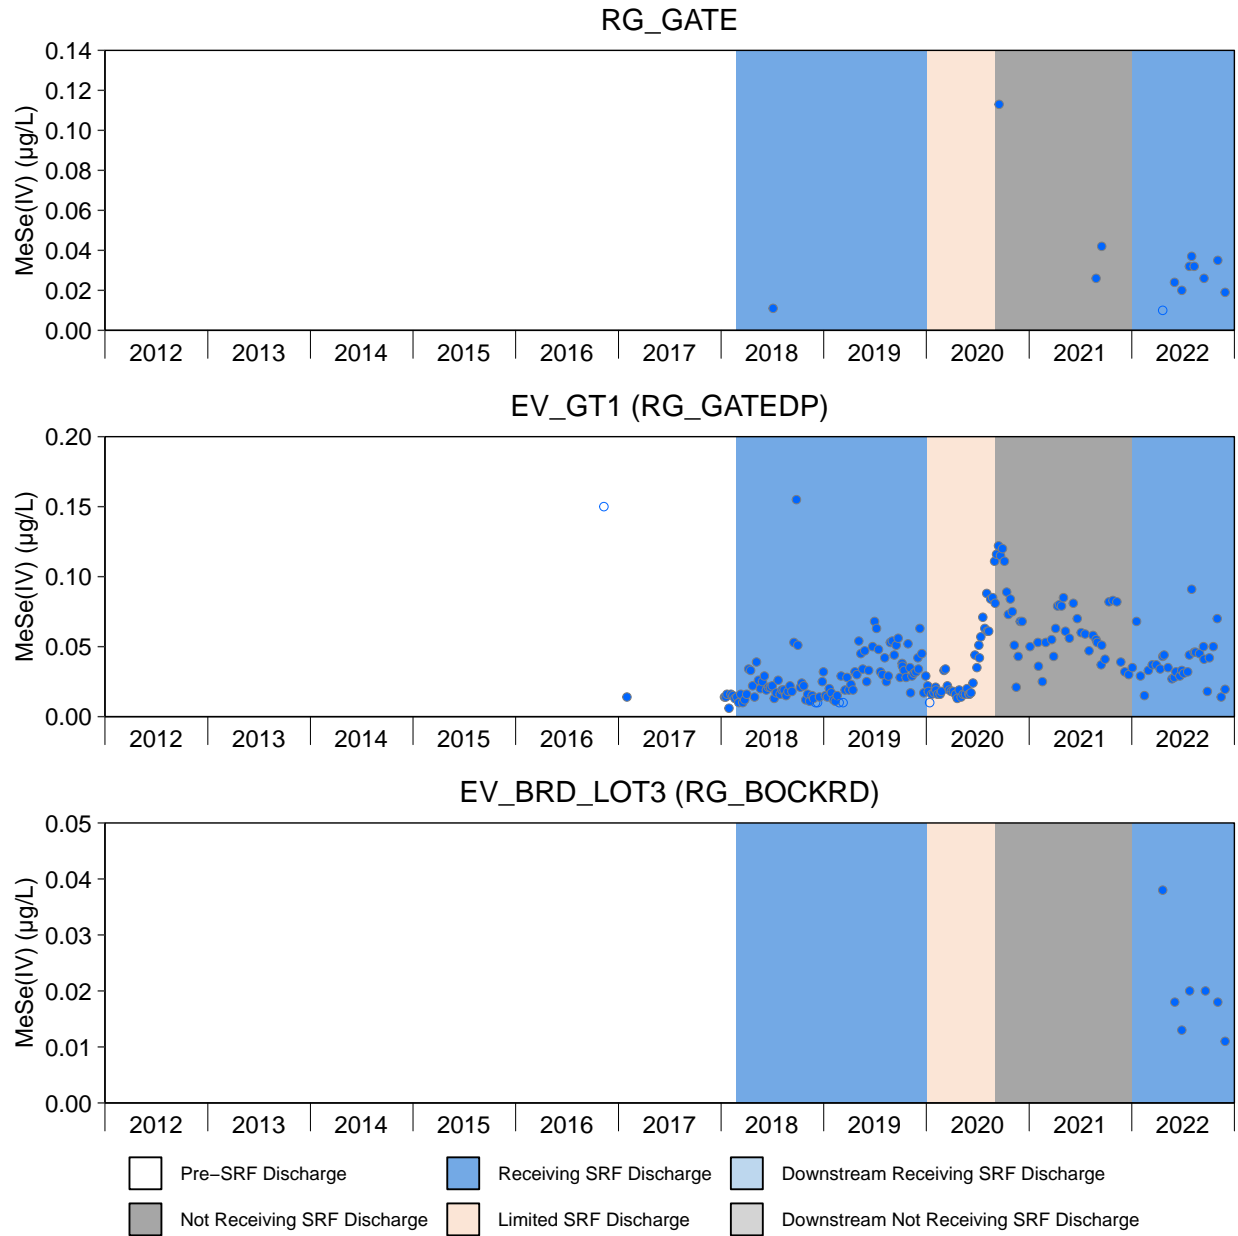 RG_GATE
MeSe(IV) (µg/L)
0.14
0.12
0.10
0.08
0.06
0.04
0.02
0.00
2012 2013 2014 2015 2016 2017 2018 2019 2020 2021 2022
EV_GT1 (RG_GATEDP)
MeSe(IV) (µg/L)
0.20
0.15
0.10
0.05
0.00
2012 2013 2014 2015 2016 2017 2018 2019 2020 2021 2022
EV_BRD_LOT3 (RG_BOCKRD)
MeSe(IV) (µg/L)
0.05
0.04
0.03
0.02
0.01
0.00
2012 2013 2014 2015 2016 2017 2018 2019 2020 2021 2022
Pre−SRF Discharge Receiving SRF Discharge Downstream Receiving SRF Discharge
Not Receiving SRF Discharge Limited SRF Discharge Downstream Not Receiving SRF Discharge